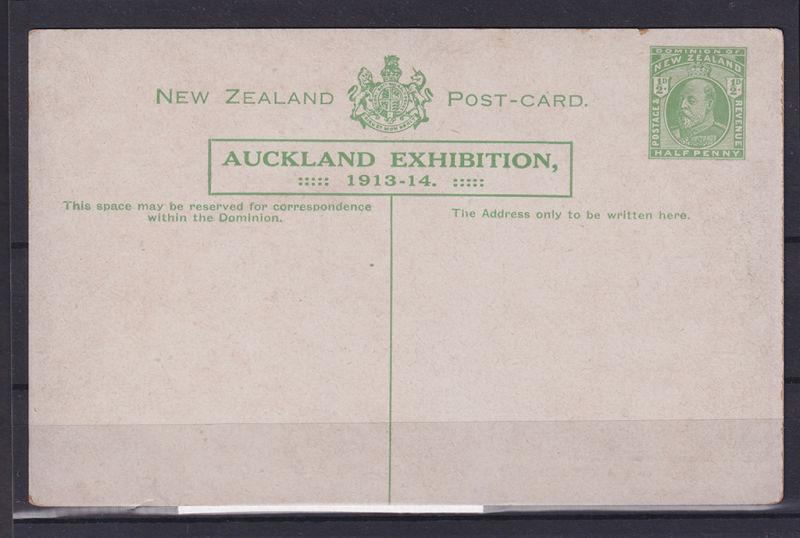 NEW ZEALAND POST-CARD.
DOMINION OF
NEW ZEALAND
½D ½D
POSTAGE &
REVENUE
HALF PENNY
AUCKLAND EXHIBITION,
1913-14.
This space may be reserved for correspondence
within the Dominion.
The Address only to be written here.